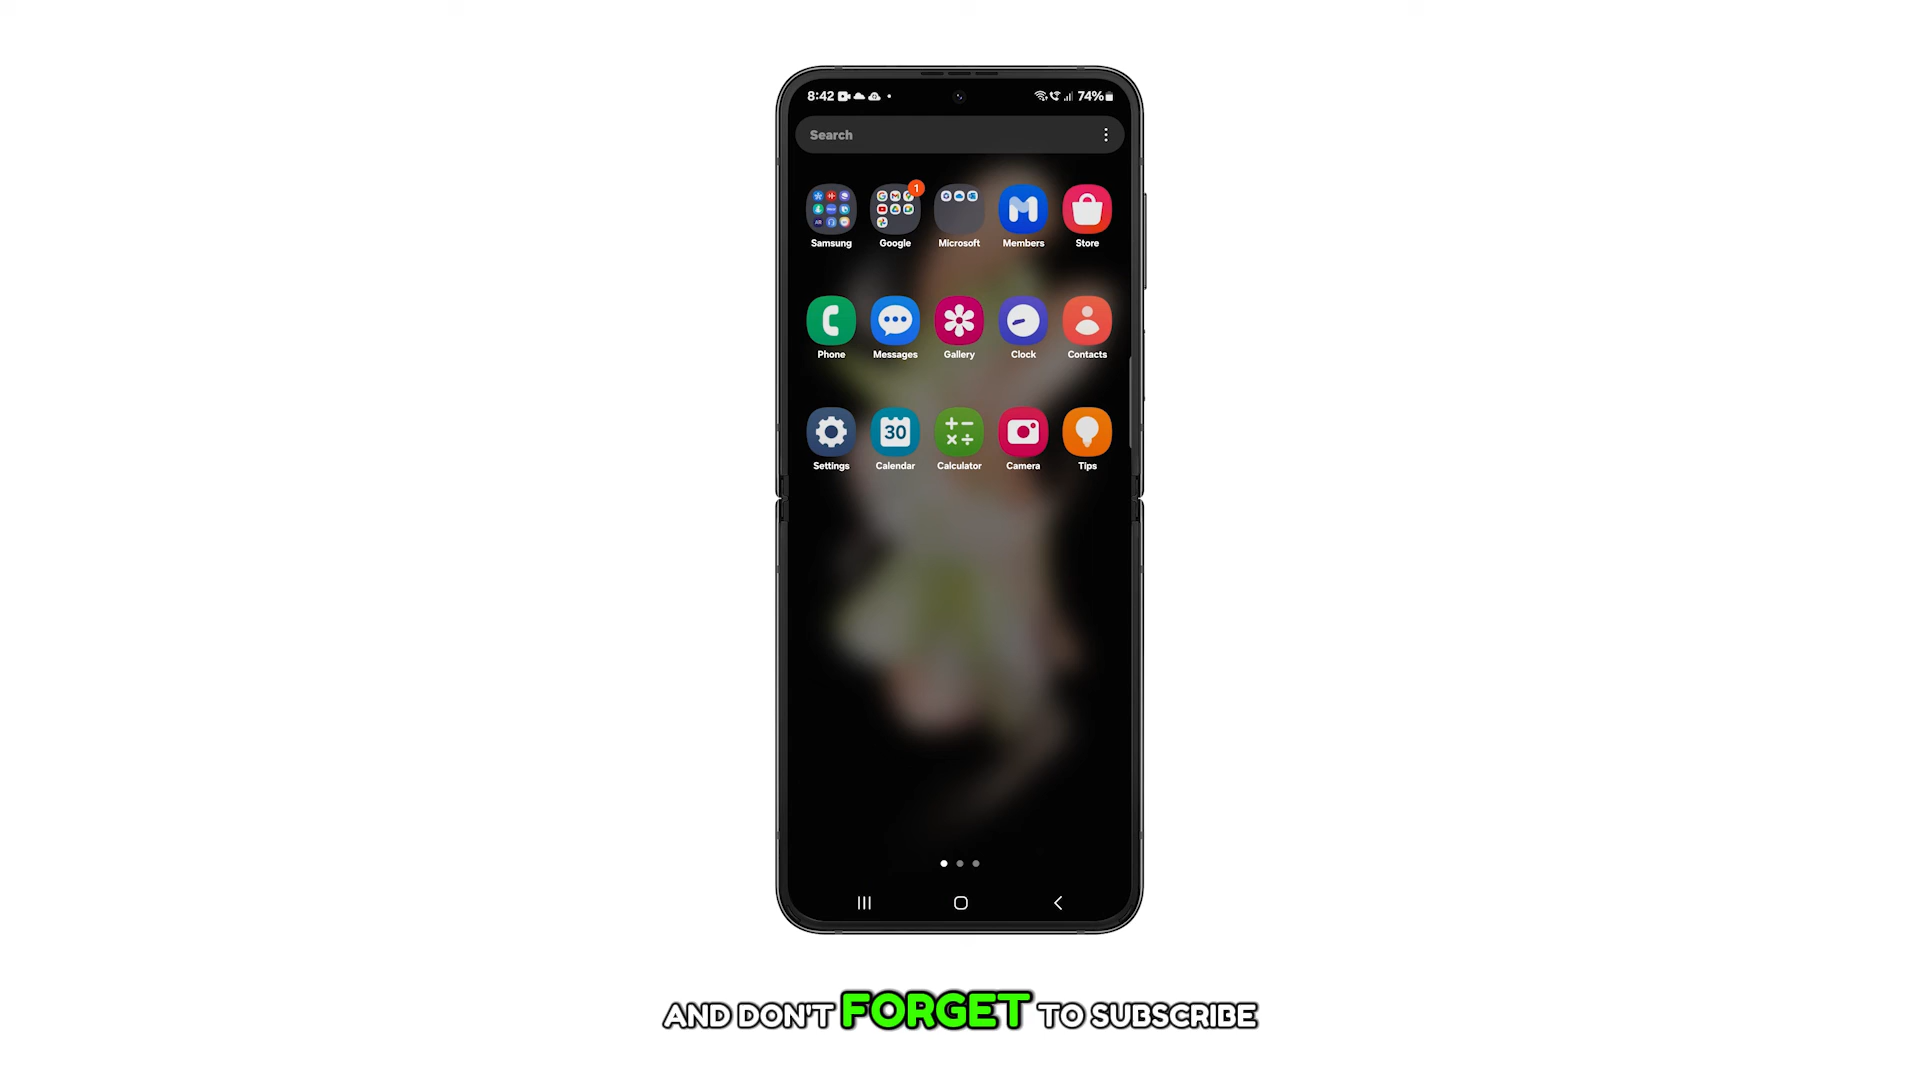 8:42 74%
Search
1
Samsung Google Microsoft Members Store
Phone Messages Gallery Clock Contacts
30
Settings Calendar Calculator Camera Tips
AND DON'T FORGET TO SUBSCRIBE